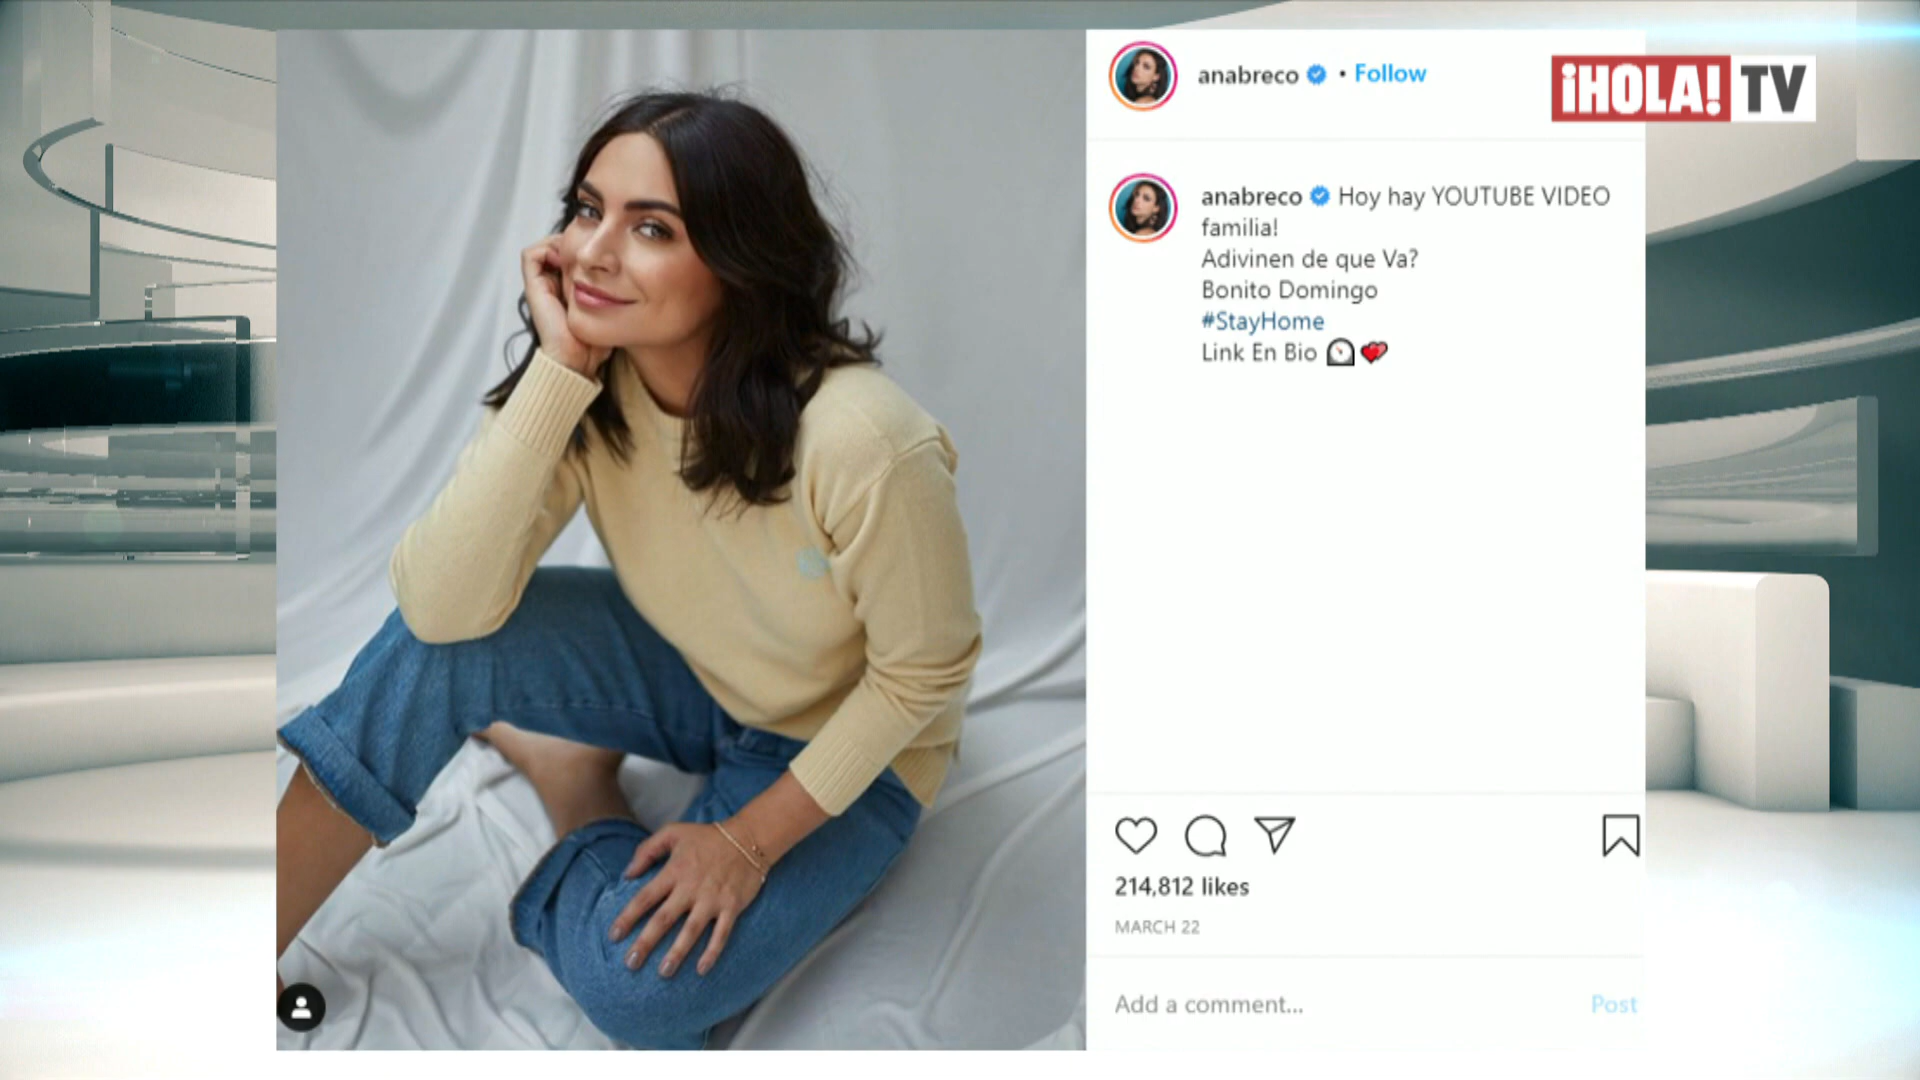 anabreco • Follow
¡HOLA! TV
anabreco Hoy hay YOUTUBE VIDEO
familia!
Adivinen de que Va?
Bonito Domingo
#StayHome
Link En Bio
214,812 likes
MARCH 22
Add a comment...
Post